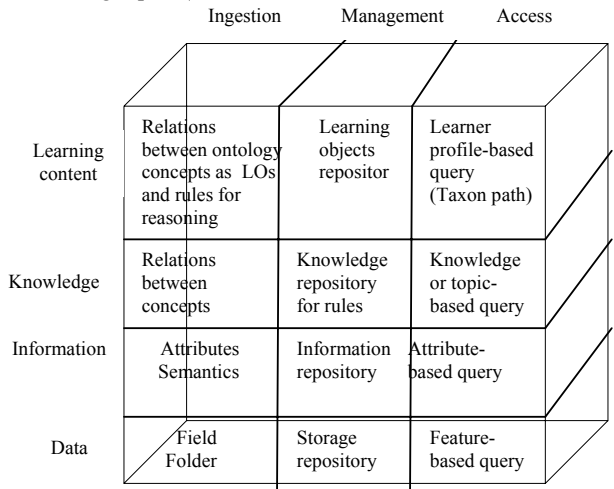 Ingestion Management Access
Learning content
Relations between ontology concepts as LOs and rules for reasoning
Learning objects repositor
Learner profile-based query (Taxon path)
Knowledge
Relations between concepts
Knowledge repository for rules
Knowledge or topic-based query
Information
Attributes Semantics
Information repository
Attribute-based query
Data
Field Folder
Storage repository
Feature-based query